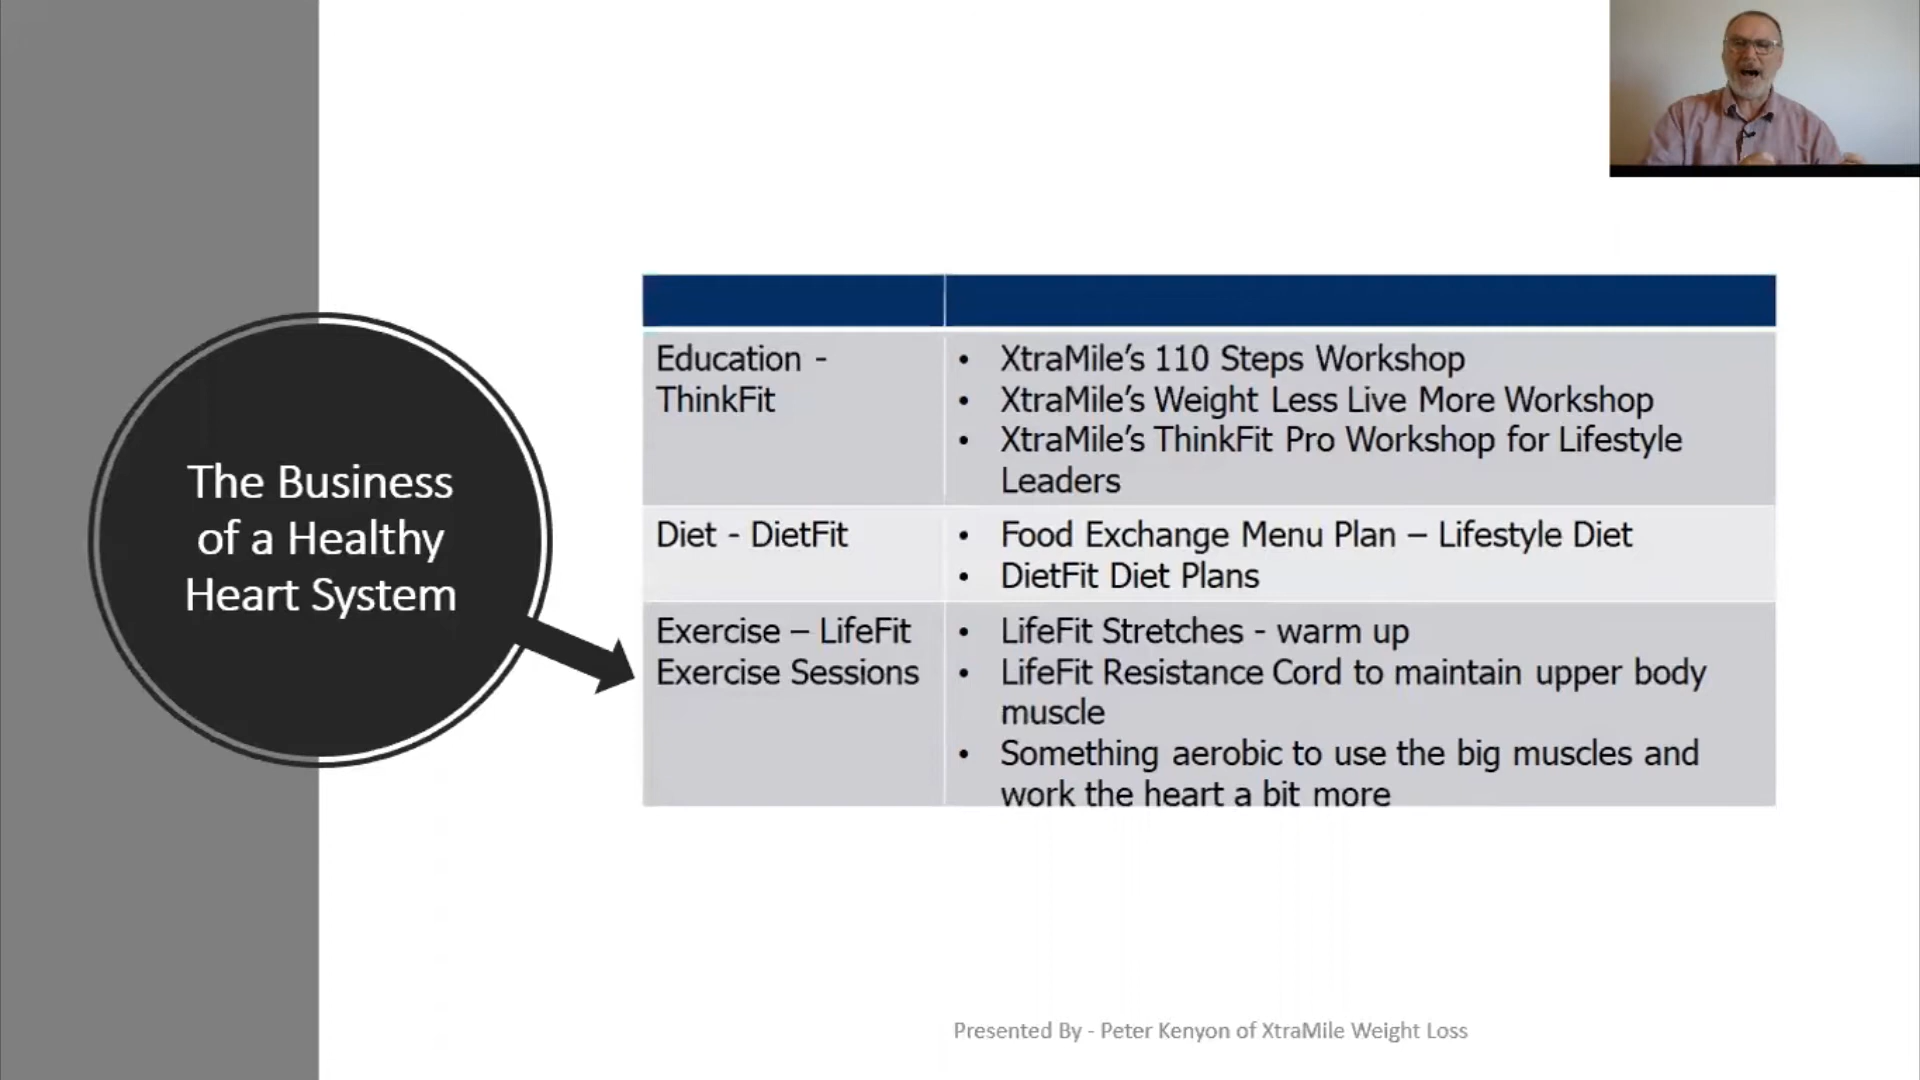 The Business
of a Healthy
Heart System
Education -
ThinkFit
• XtraMile’s 110 Steps Workshop
• XtraMile’s Weight Less Live More Workshop
• XtraMile’s ThinkFit Pro Workshop for Lifestyle
Leaders
Diet - DietFit
• Food Exchange Menu Plan – Lifestyle Diet
• DietFit Diet Plans
Exercise – LifeFit
Exercise Sessions
• LifeFit Stretches - warm up
• LifeFit Resistance Cord to maintain upper body
muscle
• Something aerobic to use the big muscles and
work the heart a bit more
Presented By - Peter Kenyon of XtraMile Weight Loss